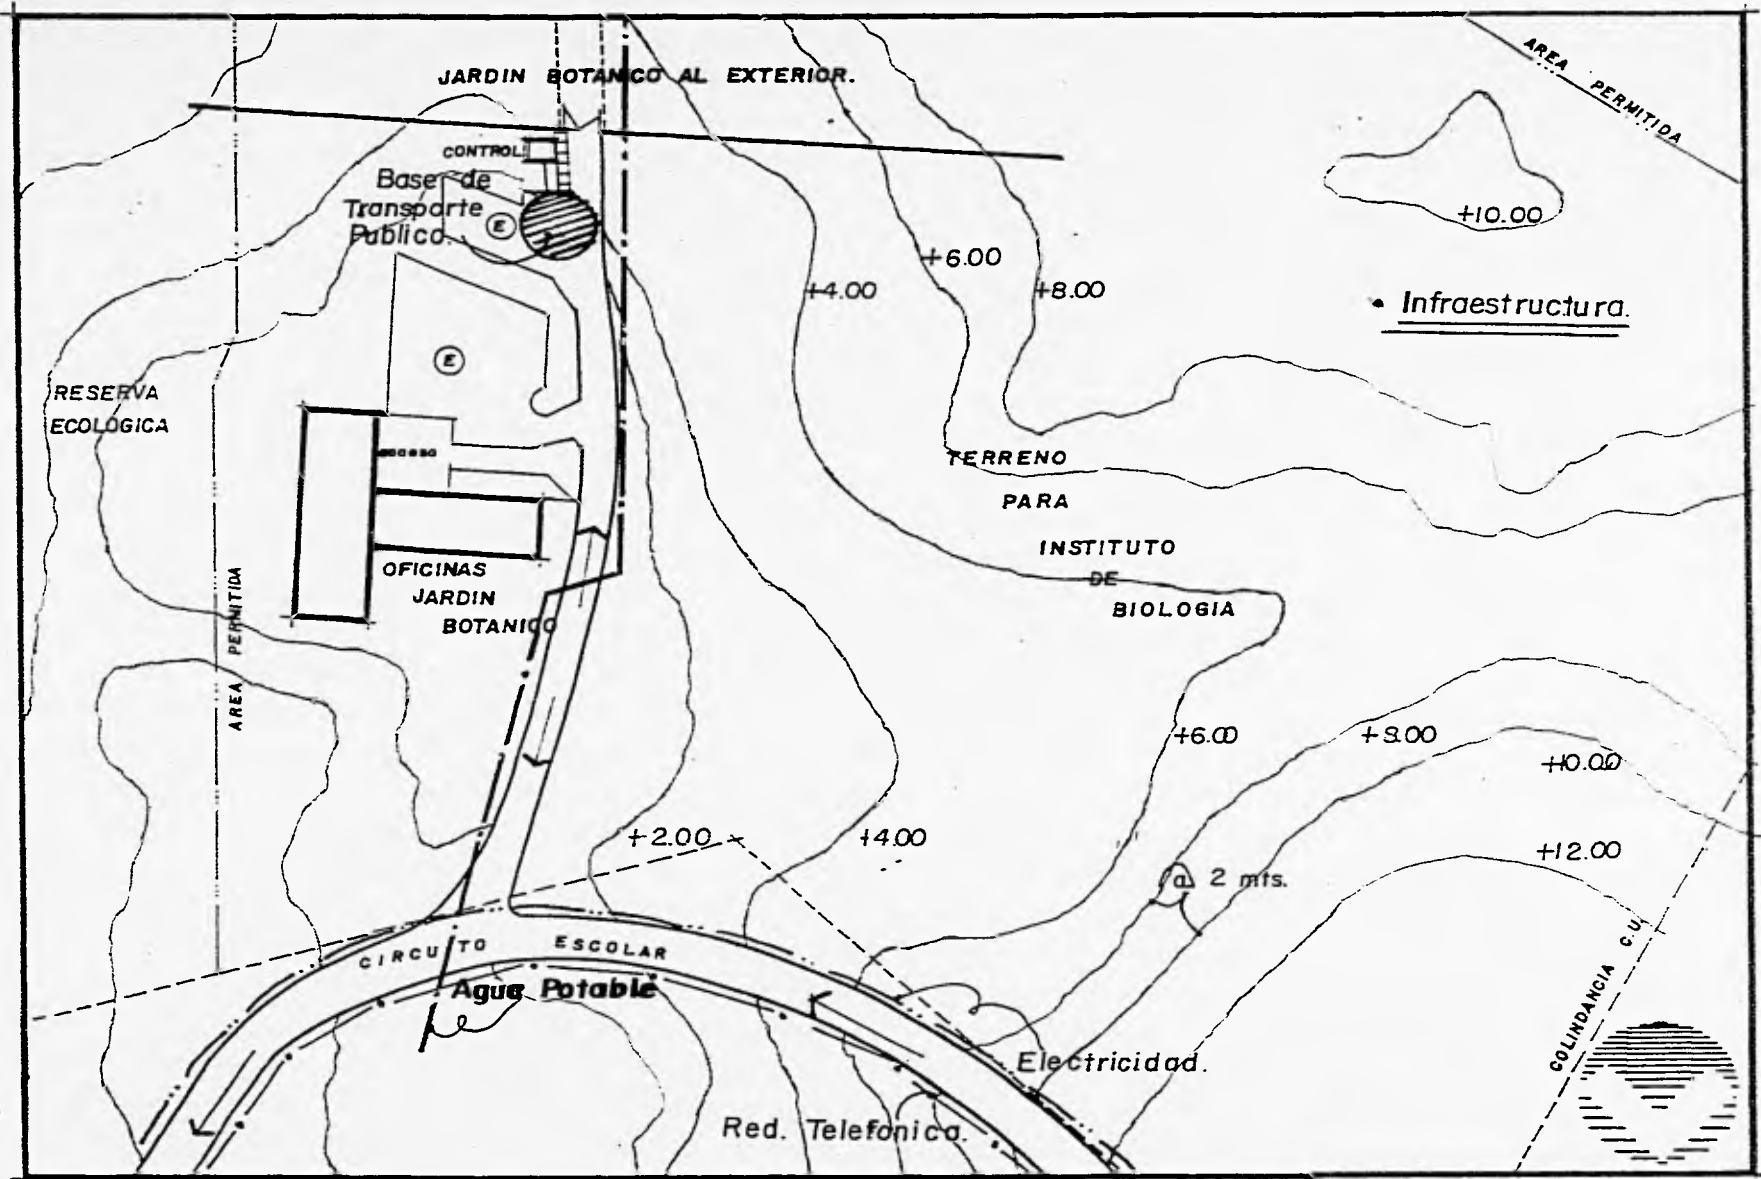 JARDIN BOTANICO AL EXTERIOR.
AREA PERMITIDA
CONTROL
Base de
Transporte
Publico.
E
+10.00
+6.00
+4.00
+8.00
Infraestructura.
E
RESERVA
ECOLOGICA
TERRENO
PARA
INSTITUTO
DE
BIOLOGIA
OFICINAS
JARDIN
BOTANICO
AREA PERMITIDA
+6.00
+8.00
+10.00
+2.00
+4.00
+12.00
a 2 mts.
CIRCUITO ESCOLAR
Agua Potable
COLINDANCIA C.U.
Electricidad.
Red. Telefonica.